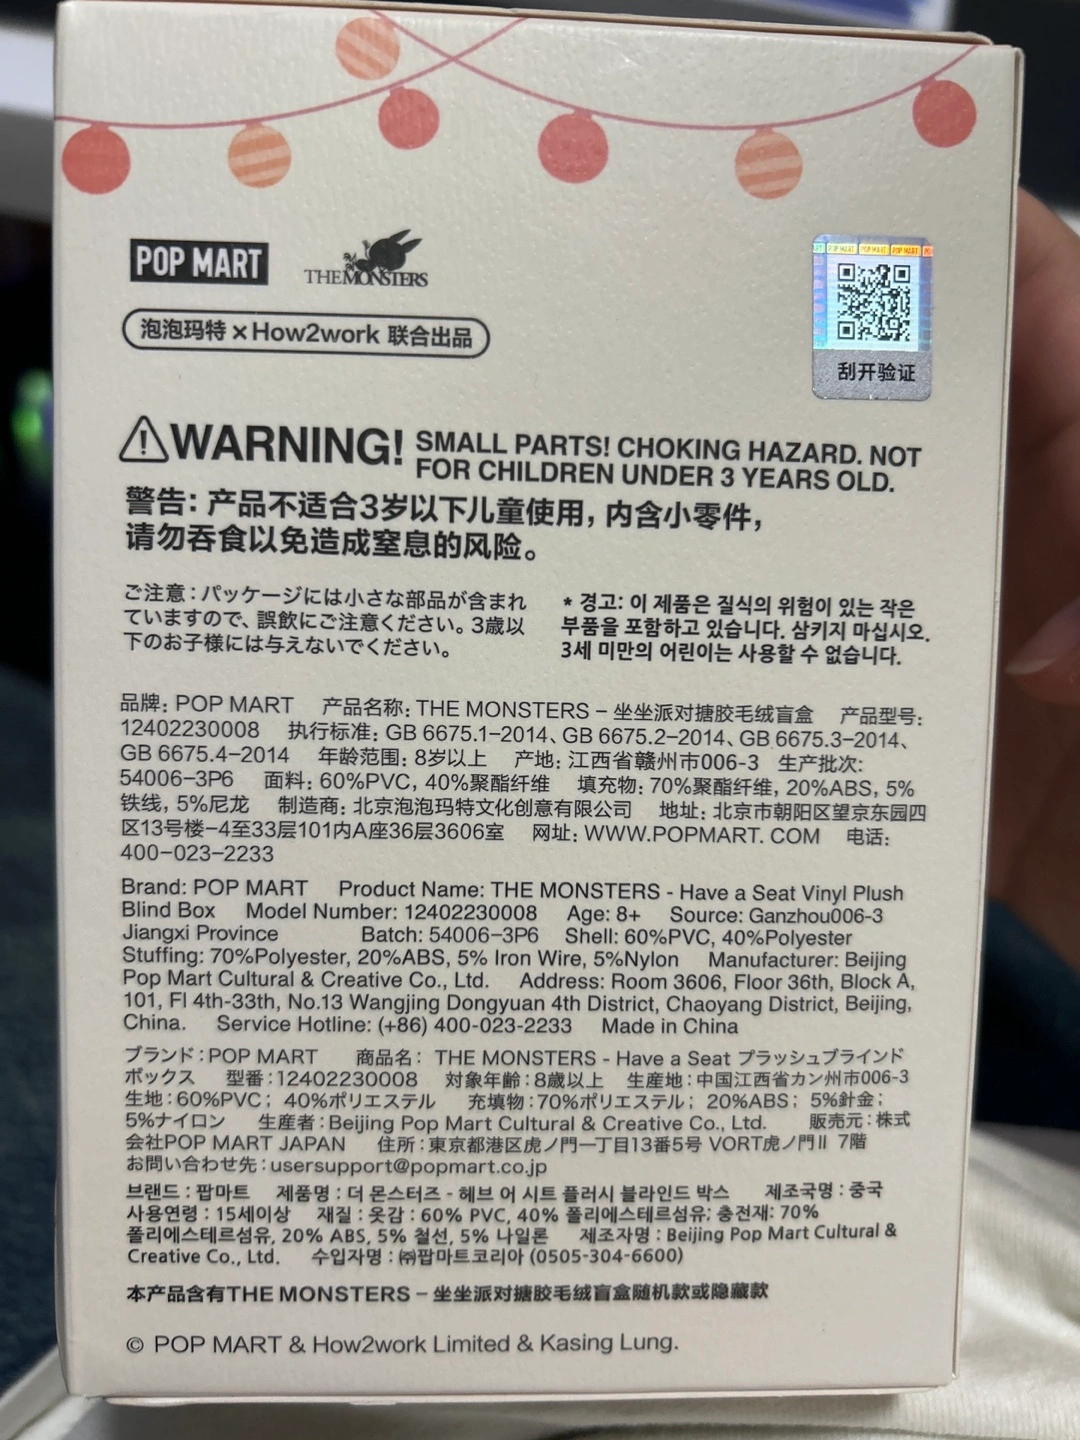 POP MART
THE MONSTERS
泡泡玛特×How2work 联合出品
POP MART POP MART POP MART
刮开验证
WARNING! SMALL PARTS! CHOKING HAZARD. NOT
FOR CHILDREN UNDER 3 YEARS OLD.
警告：产品不适合3岁以下儿童使用，内含小零件，
请勿吞食以免造成窒息的风险。
ご注意：パッケージには小さな部品が含まれ
ていますので、誤飲にご注意ください。3歳以
下のお子様には与えないでください。
* 경고: 이 제품은 질식의 위험이 있는 작은
부품을 포함하고 있습니다. 삼키지 마십시오.
3세 미만의 어린이는 사용할 수 없습니다.
品牌：POP MART 产品名称：THE MONSTERS – 坐坐派对搪胶毛绒盲盒 产品型号：
12402230008 执行标准：GB 6675.1–2014、GB 6675.2–2014、GB 6675.3–2014、
GB 6675.4–2014 年龄范围：8岁以上 产地：江西省赣州市006-3 生产批次：
54006-3P6 面料：60%PVC，40%聚酯纤维 填充物：70%聚酯纤维，20%ABS，5%
铁线，5%尼龙 制造商：北京泡泡玛特文化创意有限公司 地址：北京市朝阳区望京东园四
区13号楼-4至33层101内A座36层3606室 网址：WWW.POPMART. COM 电话：
400-023-2233
Brand: POP MART Product Name: THE MONSTERS - Have a Seat Vinyl Plush
Blind Box Model Number: 12402230008 Age: 8+ Source: Ganzhou006-3
Jiangxi Province Batch: 54006-3P6 Shell: 60%PVC, 40%Polyester
Stuffing: 70%Polyester, 20%ABS, 5% Iron Wire, 5%Nylon Manufacturer: Beijing
Pop Mart Cultural & Creative Co., Ltd. Address: Room 3606, Floor 36th, Block A,
101, Fl 4th-33th, No.13 Wangjing Dongyuan 4th District, Chaoyang District, Beijing,
China. Service Hotline: (+86) 400-023-2233 Made in China
ブランド：POP MART 商品名： THE MONSTERS - Have a Seat プラッシュブラインド
ボックス 型番：12402230008 対象年齢：8歳以上 生産地：中国江西省カン州市006-3
生地：60%PVC； 40%ポリエステル 充填物：70%ポリエステル； 20%ABS； 5%針金；
5%ナイロン 生産者：Beijing Pop Mart Cultural & Creative Co., Ltd. 販売元：株式
会社POP MART JAPAN 住所：東京都港区虎ノ門一丁目13番5号 VORT虎ノ門Ⅱ 7階
お問い合わせ先：usersupport@popmart.co.jp
브랜드 : 팝마트 제품명 : 더 몬스터즈 - 헤브 어 시트 플러시 블라인드 박스 제조국명 : 중국
사용연령 : 15세이상 재질 : 옷감 : 60% PVC, 40% 폴리에스테르섬유; 충전재: 70%
폴리에스테르섬유, 20% ABS, 5% 철선, 5% 나일론 제조자명 : Beijing Pop Mart Cultural &
Creative Co., Ltd. 수입자명 : ㈜팝마트코리아 (0505-304-6600)
本产品含有THE MONSTERS – 坐坐派对搪胶毛绒盲盒随机款或隐藏款
© POP MART & How2work Limited & Kasing Lung.